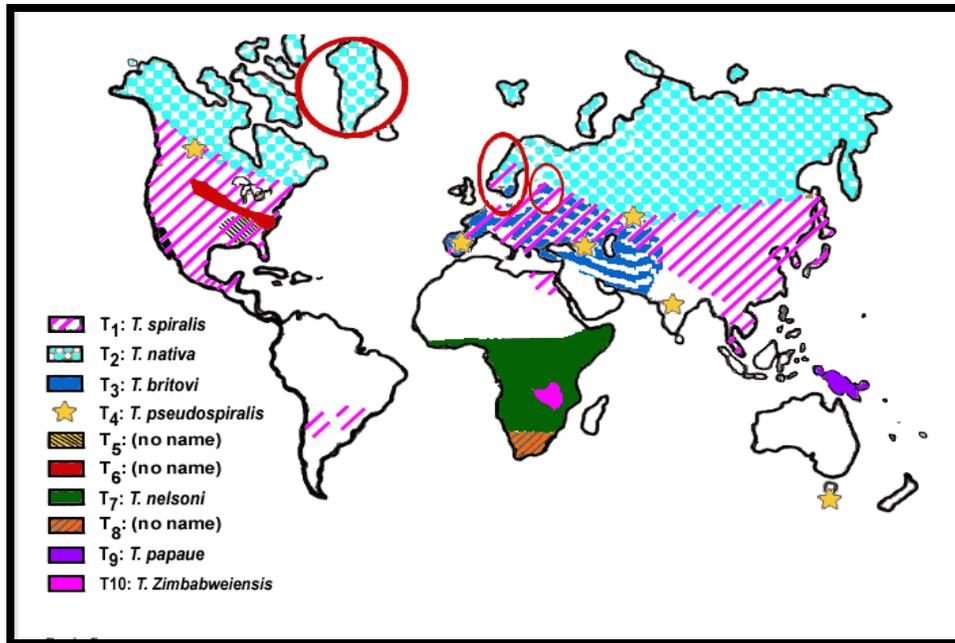 T1: T. spiralis
T2: T. nativa
T3: T. britovi
T4: T. pseudospiralis
T5: (no name)
T6: (no name)
T7: T. nelsoni
T8: (no name)
T9: T. papaue
T10: T. Zimbabweiensis